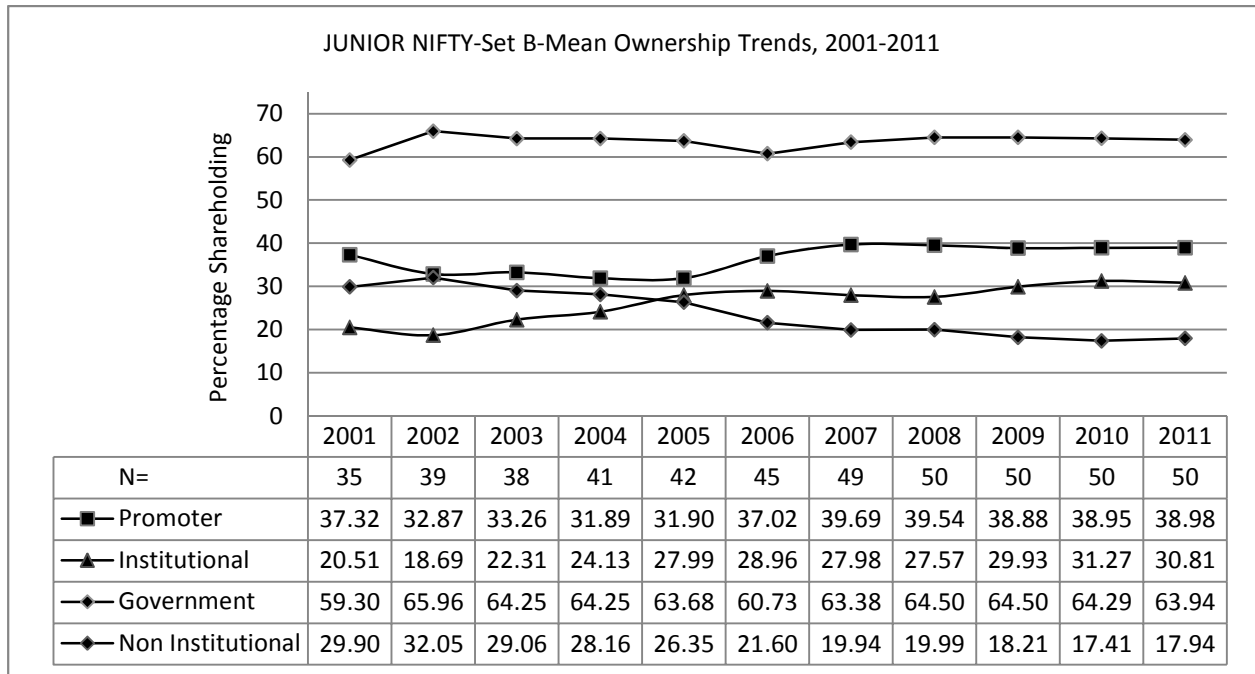 JUNIOR NIFTY-Set B-Mean Ownership Trends, 2001-2011
Percentage Shareholding
70
60
50
40
30
20
10
0
2001 2002 2003 2004 2005 2006 2007 2008 2009 2010 2011
N= 35 39 38 41 42 45 49 50 50 50 50
Promoter 37.32 32.87 33.26 31.89 31.90 37.02 39.69 39.54 38.88 38.95 38.98
Institutional 20.51 18.69 22.31 24.13 27.99 28.96 27.98 27.57 29.93 31.27 30.81
Government 59.30 65.96 64.25 64.25 63.68 60.73 63.38 64.50 64.50 64.29 63.94
Non Institutional 29.90 32.05 29.06 28.16 26.35 21.60 19.94 19.99 18.21 17.41 17.94